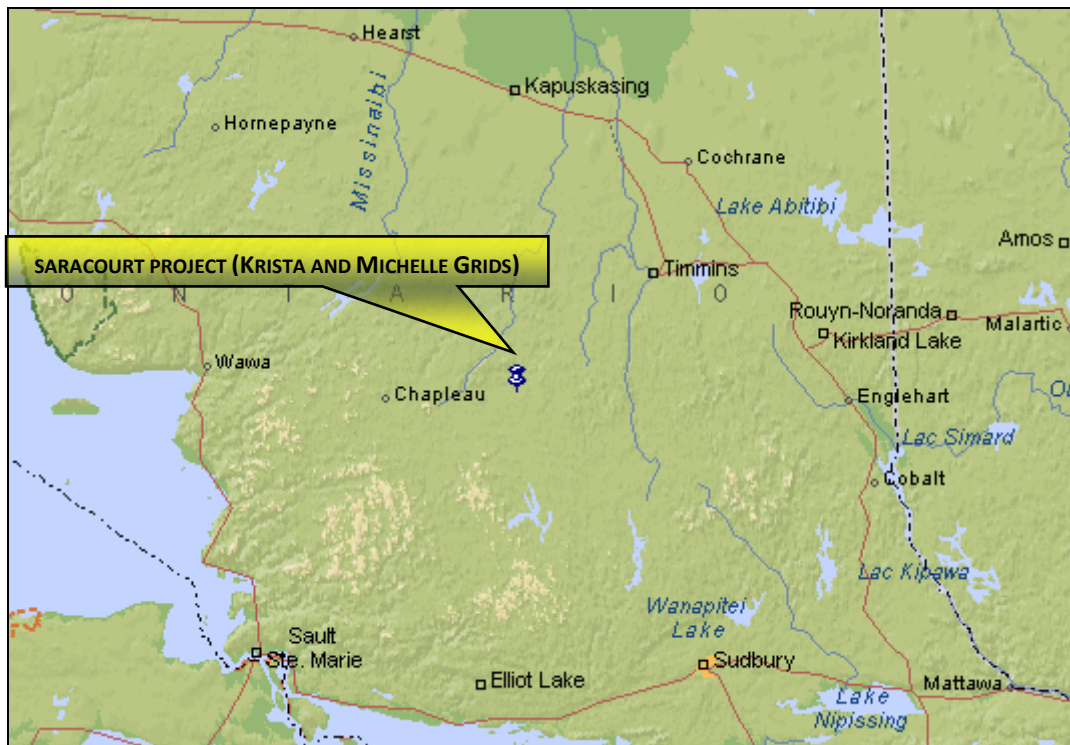 Hearst
Kapuskasing
Missinaibi
Hornepayne
Cochrane
Lake Abitibi
Amos
SARACOURT PROJECT (KRISTA AND MICHELLE GRIDS)
Timmins
O N T A R I O
Rouyn-Noranda
Malartic
Kirkland Lake
Wawa
Chapleau
Englehart
Lac Simard
Cobalt
Lac Kipawa
Wanapitei
Lake
Sault
Ste. Marie
Sudbury
Elliot Lake
Mattawa
Lake
Nipissing